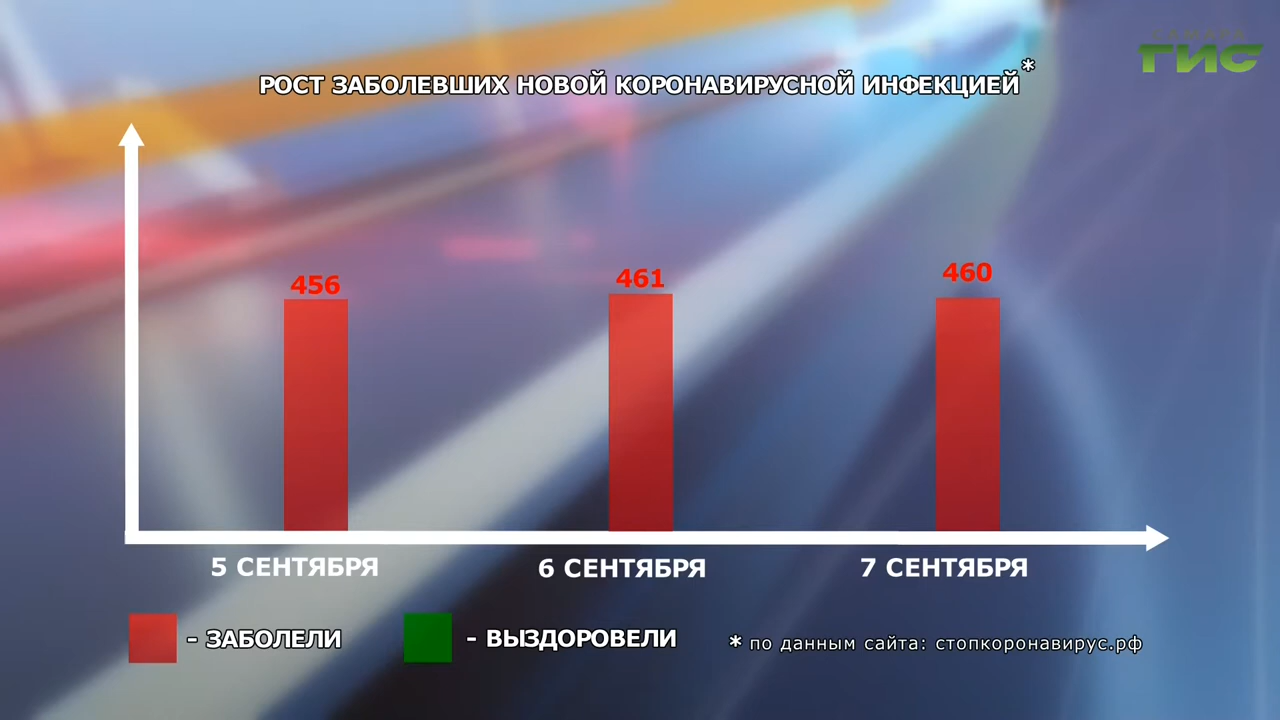 САМАРА
ГИС
РОСТ ЗАБОЛЕВШИХ НОВОЙ КОРОНАВИРУСНОЙ ИНФЕКЦИЕЙ*
456
461
460
5 СЕНТЯБРЯ
6 СЕНТЯБРЯ
7 СЕНТЯБРЯ
- ЗАБОЛЕЛИ
- ВЫЗДОРОВЕЛИ
* по данным сайта: стопкоронавирус.рф